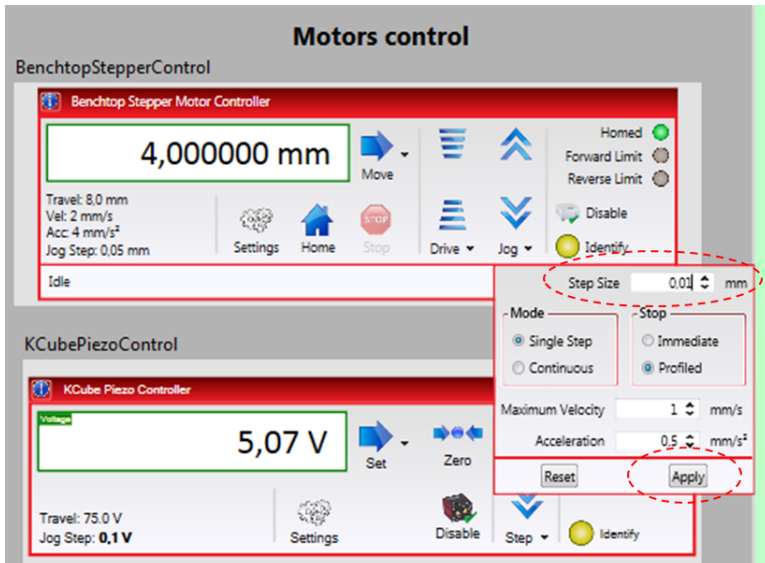 Motors control
BenchtopStepperControl
Benchtop Stepper Motor Controller
4,000000 mm
Move
Homed
Forward Limit
Reverse Limit
Travel: 8,0 mm
Vel: 2 mm/s
Acc: 4 mm/s²
Jog Step: 0,05 mm
Settings
Home
STOP
Stop
Drive
Jog
Disable
Identify
Idle
Step Size 0,01 mm
Mode
Single Step
Continuous
Stop
Immediate
Profiled
Maximum Velocity 1 mm/s
Acceleration 0,5 mm/s²
Reset
Apply
KCubePiezoControl
KCube Piezo Controller
Voltage
5,07 V
Set
Zero
Travel: 75.0 V
Jog Step: 0,1 V
Settings
Disable
Step
Identify